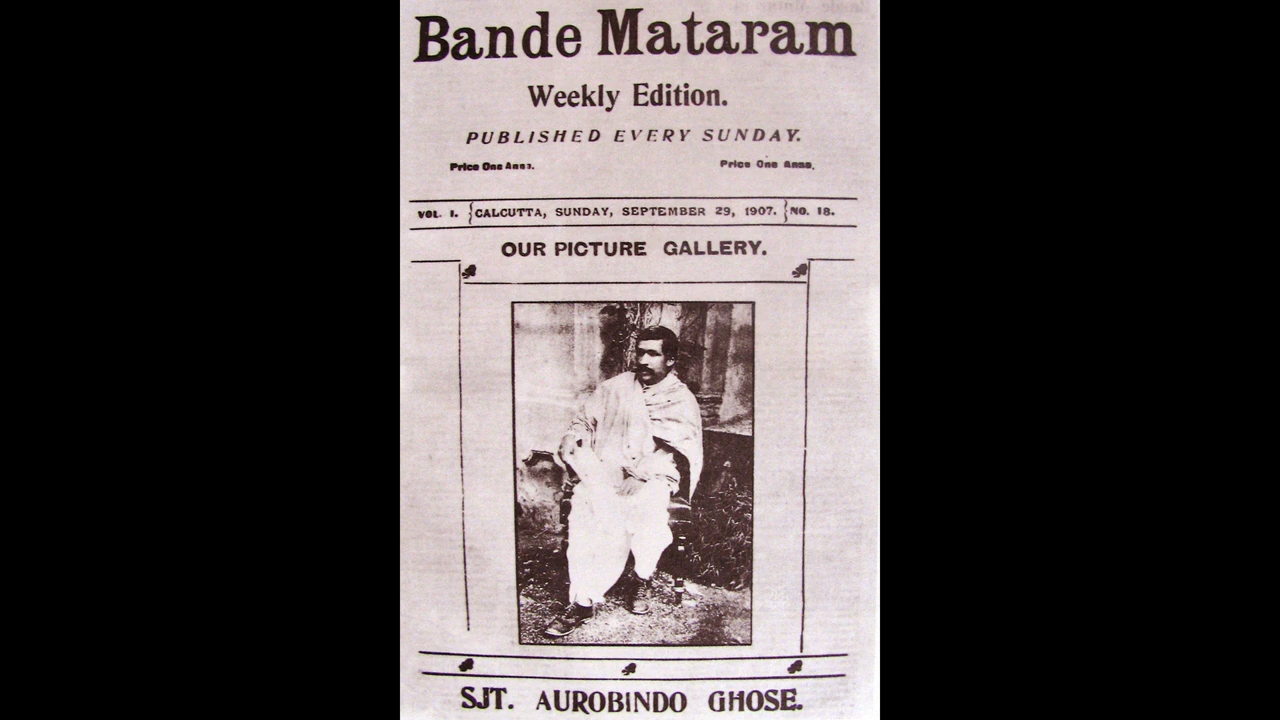 Bande Mataram
Weekly Edition.
PUBLISHED EVERY SUNDAY.
Price One Anna. Price One Anna.
VOL. I. CALCUTTA, SUNDAY, SEPTEMBER 29, 1907. NO. 18.
OUR PICTURE GALLERY.
SJT. AUROBINDO GHOSE.